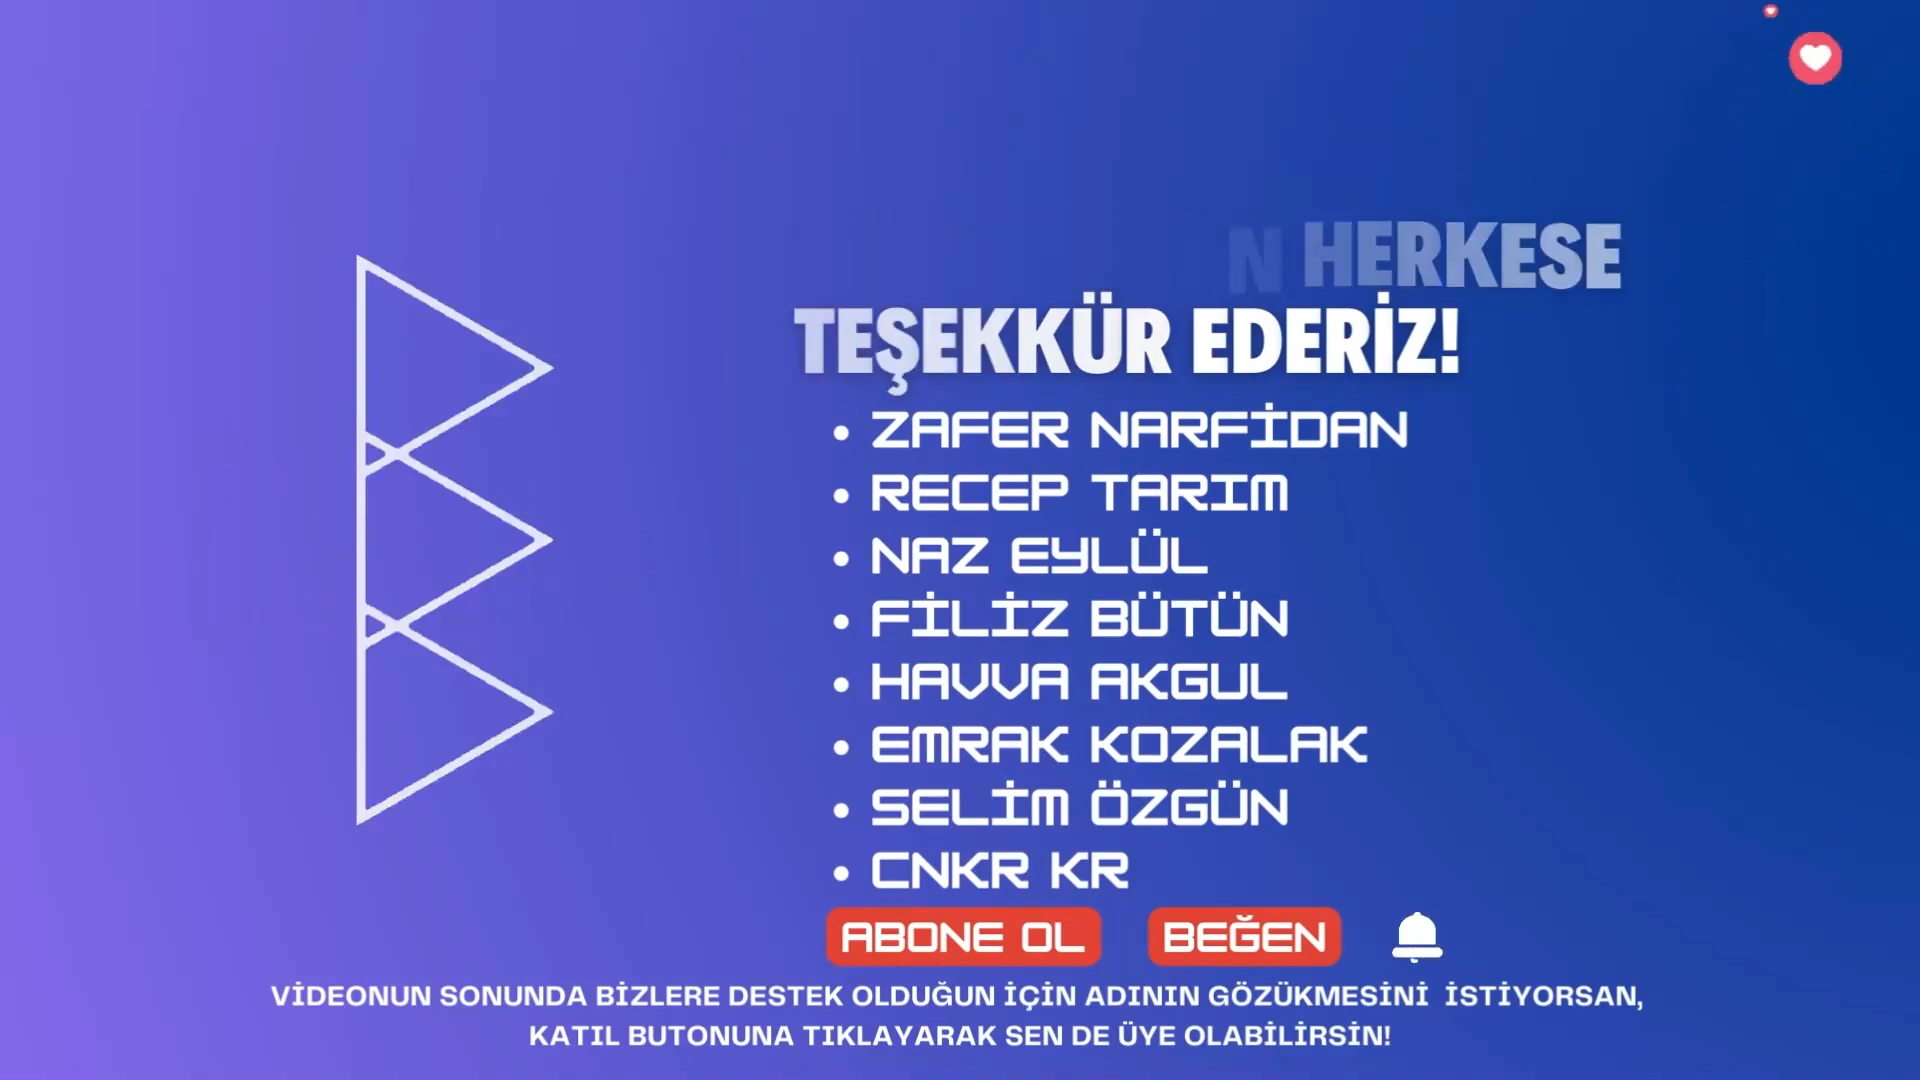 N HERKESE
TEŞEKKÜR EDERİZ!
• ZAFER NARFİDAN
• RECEP TARIM
• NAZ EYLÜL
• FİLİZ BÜTÜN
• HAVVA AKGUL
• EMRAK KOZALAK
• SELİM ÖZGÜN
• CNKR KR
ABONE OL BEĞEN
VİDEONUN SONUNDA BİZLERE DESTEK OLDUĞUN İÇİN ADININ GÖZÜKMESİNİ İSTİYORSAN,
KATIL BUTONUNA TIKLAYARAK SEN DE ÜYE OLABİLİRSİN!